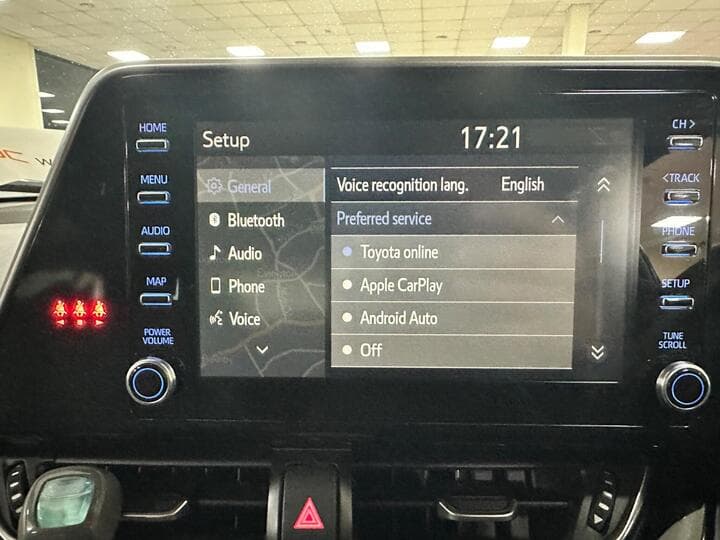 HOME
MENU
AUDIO
MAP
POWER
VOLUME
Setup 17:21
General
Bluetooth
Audio
Phone
Voice
Voice recognition lang. English
Preferred service
Toyota online
Apple CarPlay
Android Auto
Off
CH >
< TRACK
PHONE
SETUP
TUNE
SCROLL